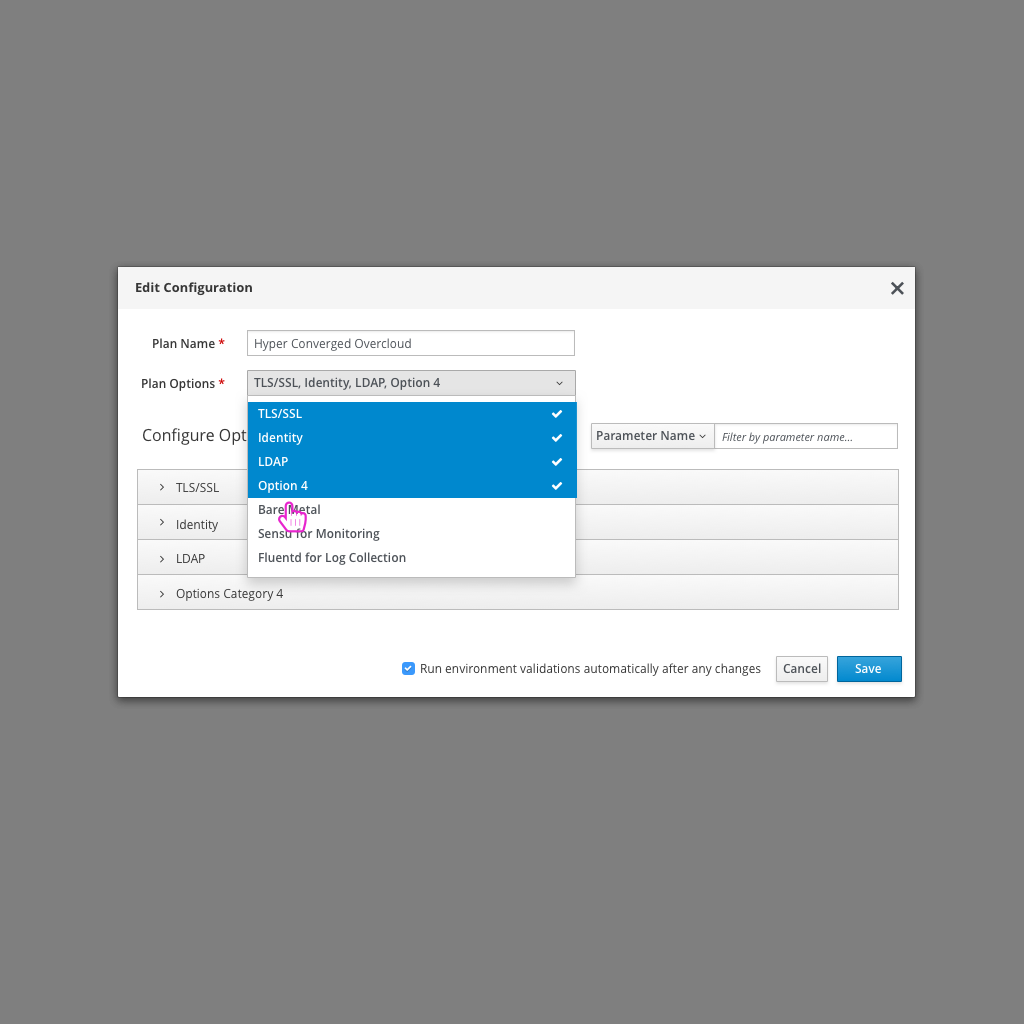 Edit Configuration
Plan Name *
Hyper Converged Overcloud
Plan Options *
TLS/SSL, Identity, LDAP, Option 4
TLS/SSL
Identity
LDAP
Option 4
Bare Metal
Sensu for Monitoring
Fluentd for Log Collection
Configure Opt
Parameter Name
Filter by parameter name...
TLS/SSL
Identity
LDAP
Options Category 4
Run environment validations automatically after any changes
Cancel
Save